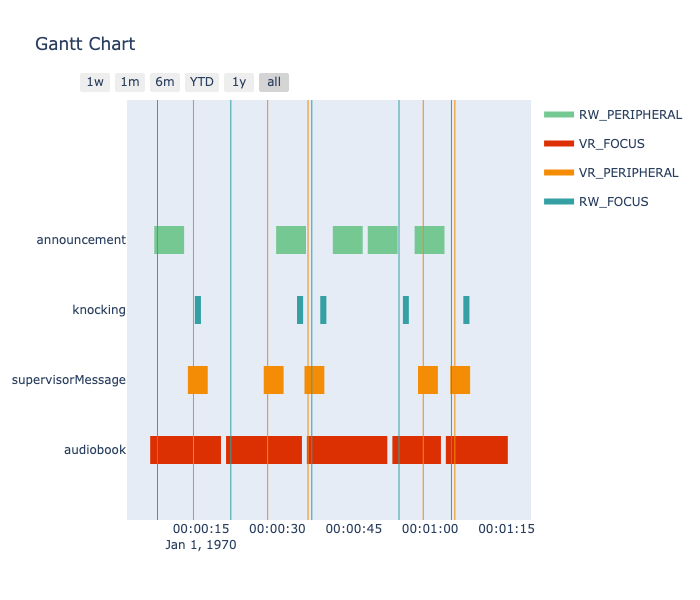 Gantt Chart
1w 1m 6m YTD 1y all
RW_PERIPHERAL
VR_FOCUS
VR_PERIPHERAL
RW_FOCUS
announcement
knocking
supervisorMessage
audiobook
00:00:15 00:00:30 00:00:45 00:01:00 00:01:15
Jan 1, 1970